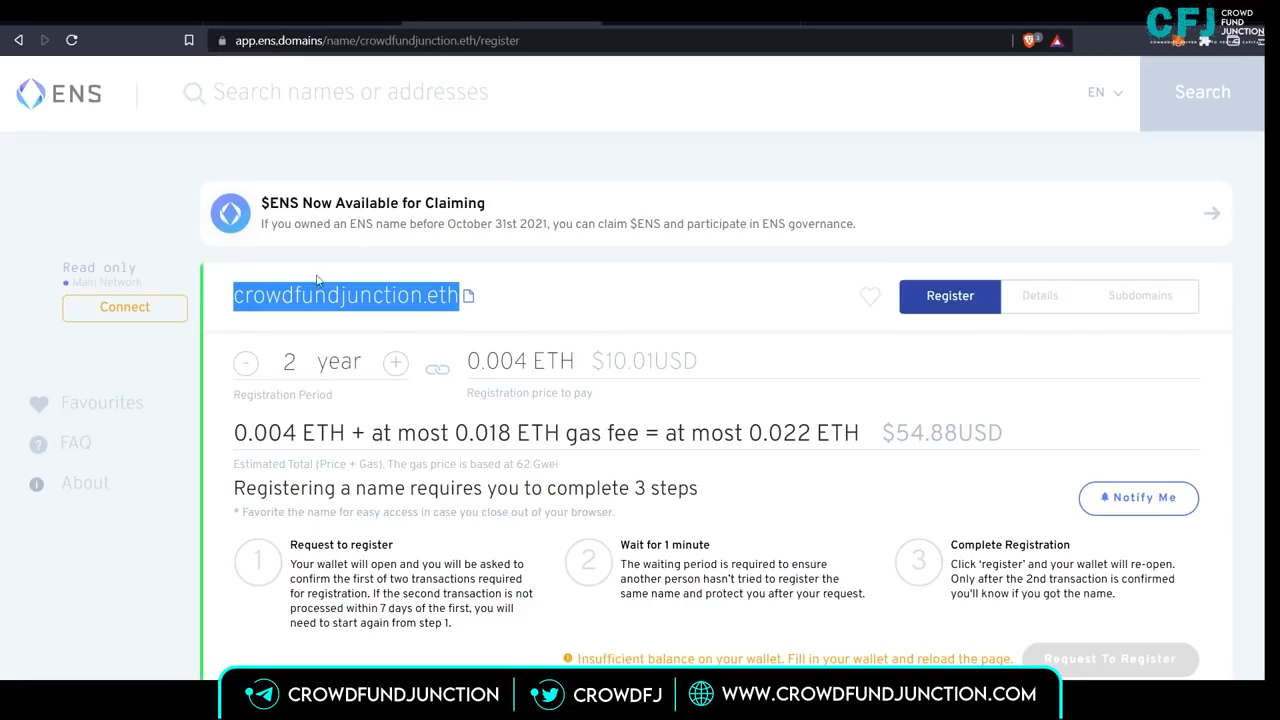 app.ens.domains/name/crowdfundjunction.eth/register
CFJ CROWD FUND JUNCTION
ENS
Search names or addresses
EN
Search
$ENS Now Available for Claiming
If you owned an ENS name before October 31st 2021, you can claim $ENS and participate in ENS governance.
Read only
Main Network
Connect
crowdfundjunction.eth
Register Details Subdomains
- 2 year +
0.004 ETH $10.01USD
Registration Period
Registration price to pay
Favourites
FAQ
About
0.004 ETH + at most 0.018 ETH gas fee = at most 0.022 ETH $54.88USD
Estimated Total (Price + Gas). The gas price is based at 62 Gwei
Registering a name requires you to complete 3 steps
* Favorite the name for easy access in case you close out of your browser.
Notify Me
1
Request to register
Your wallet will open and you will be asked to
confirm the first of two transactions required
for registration. If the second transaction is not
processed within 7 days of the first, you will
need to start again from step 1.
2
Wait for 1 minute
The waiting period is required to ensure
another person hasn't tried to register the
same name and protect you after your request.
3
Complete Registration
Click 'register' and your wallet will re-open.
Only after the 2nd transaction is confirmed
you'll know if you got the name.
Insufficient balance on your wallet. Fill in your wallet and reload the page.
Request To Register
CROWDFUNDJUNCTION
CROWDFJ
WWW.CROWDFUNDJUNCTION.COM